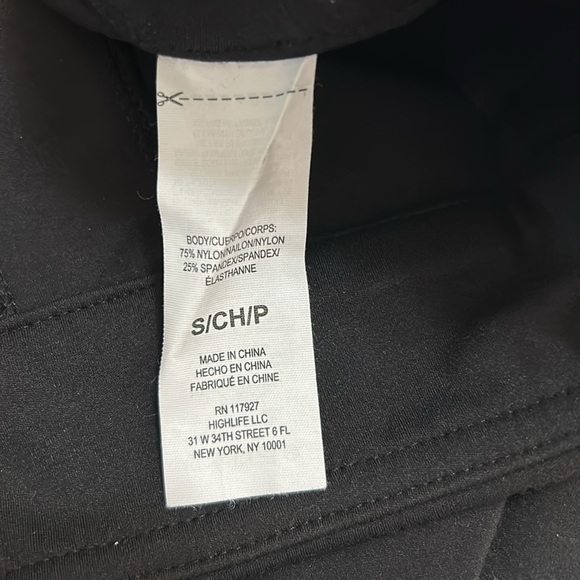 BODY/CUERPO/CORPS:
75% NYLON/NAILON/NYLON
25% SPANDEX/SPANDEX/
ÉLASTHANNE
S/CH/P
MADE IN CHINA
HECHO EN CHINA
FABRIQUÉ EN CHINE
RN 117927
HIGHLIFE LLC
31 W 34TH STREET 6 FL
NEW YORK, NY 10001